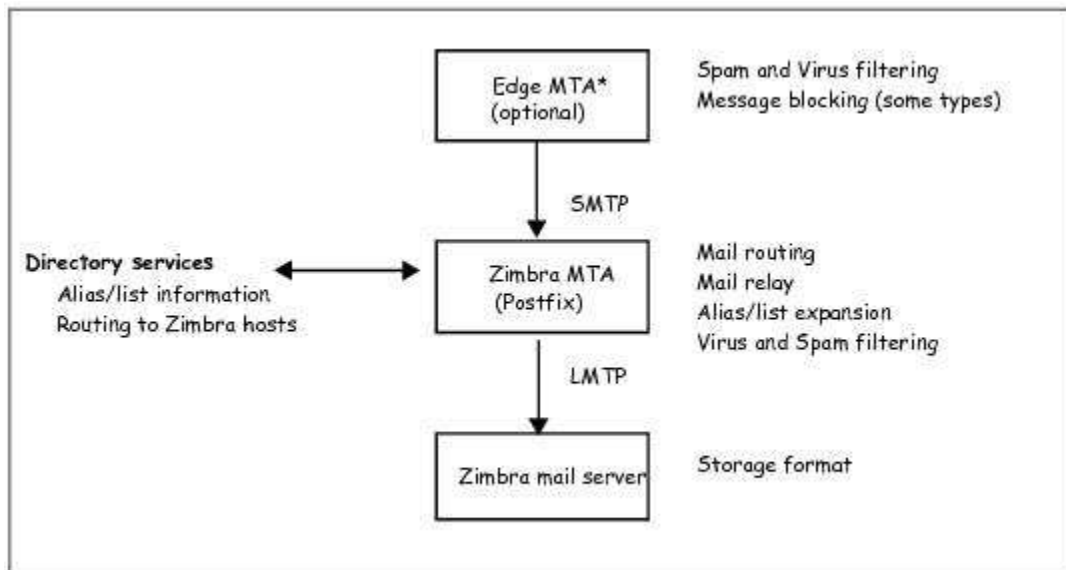 Edge MTA*
(optional)
Spam and Virus filtering
Message blocking (some types)
SMTP
Directory services
Alias/list information
Routing to Zimbra hosts
Zimbra MTA
(Postfix)
Mail routing
Mail relay
Alias/list expansion
Virus and Spam filtering
LMTP
Zimbra mail server
Storage format